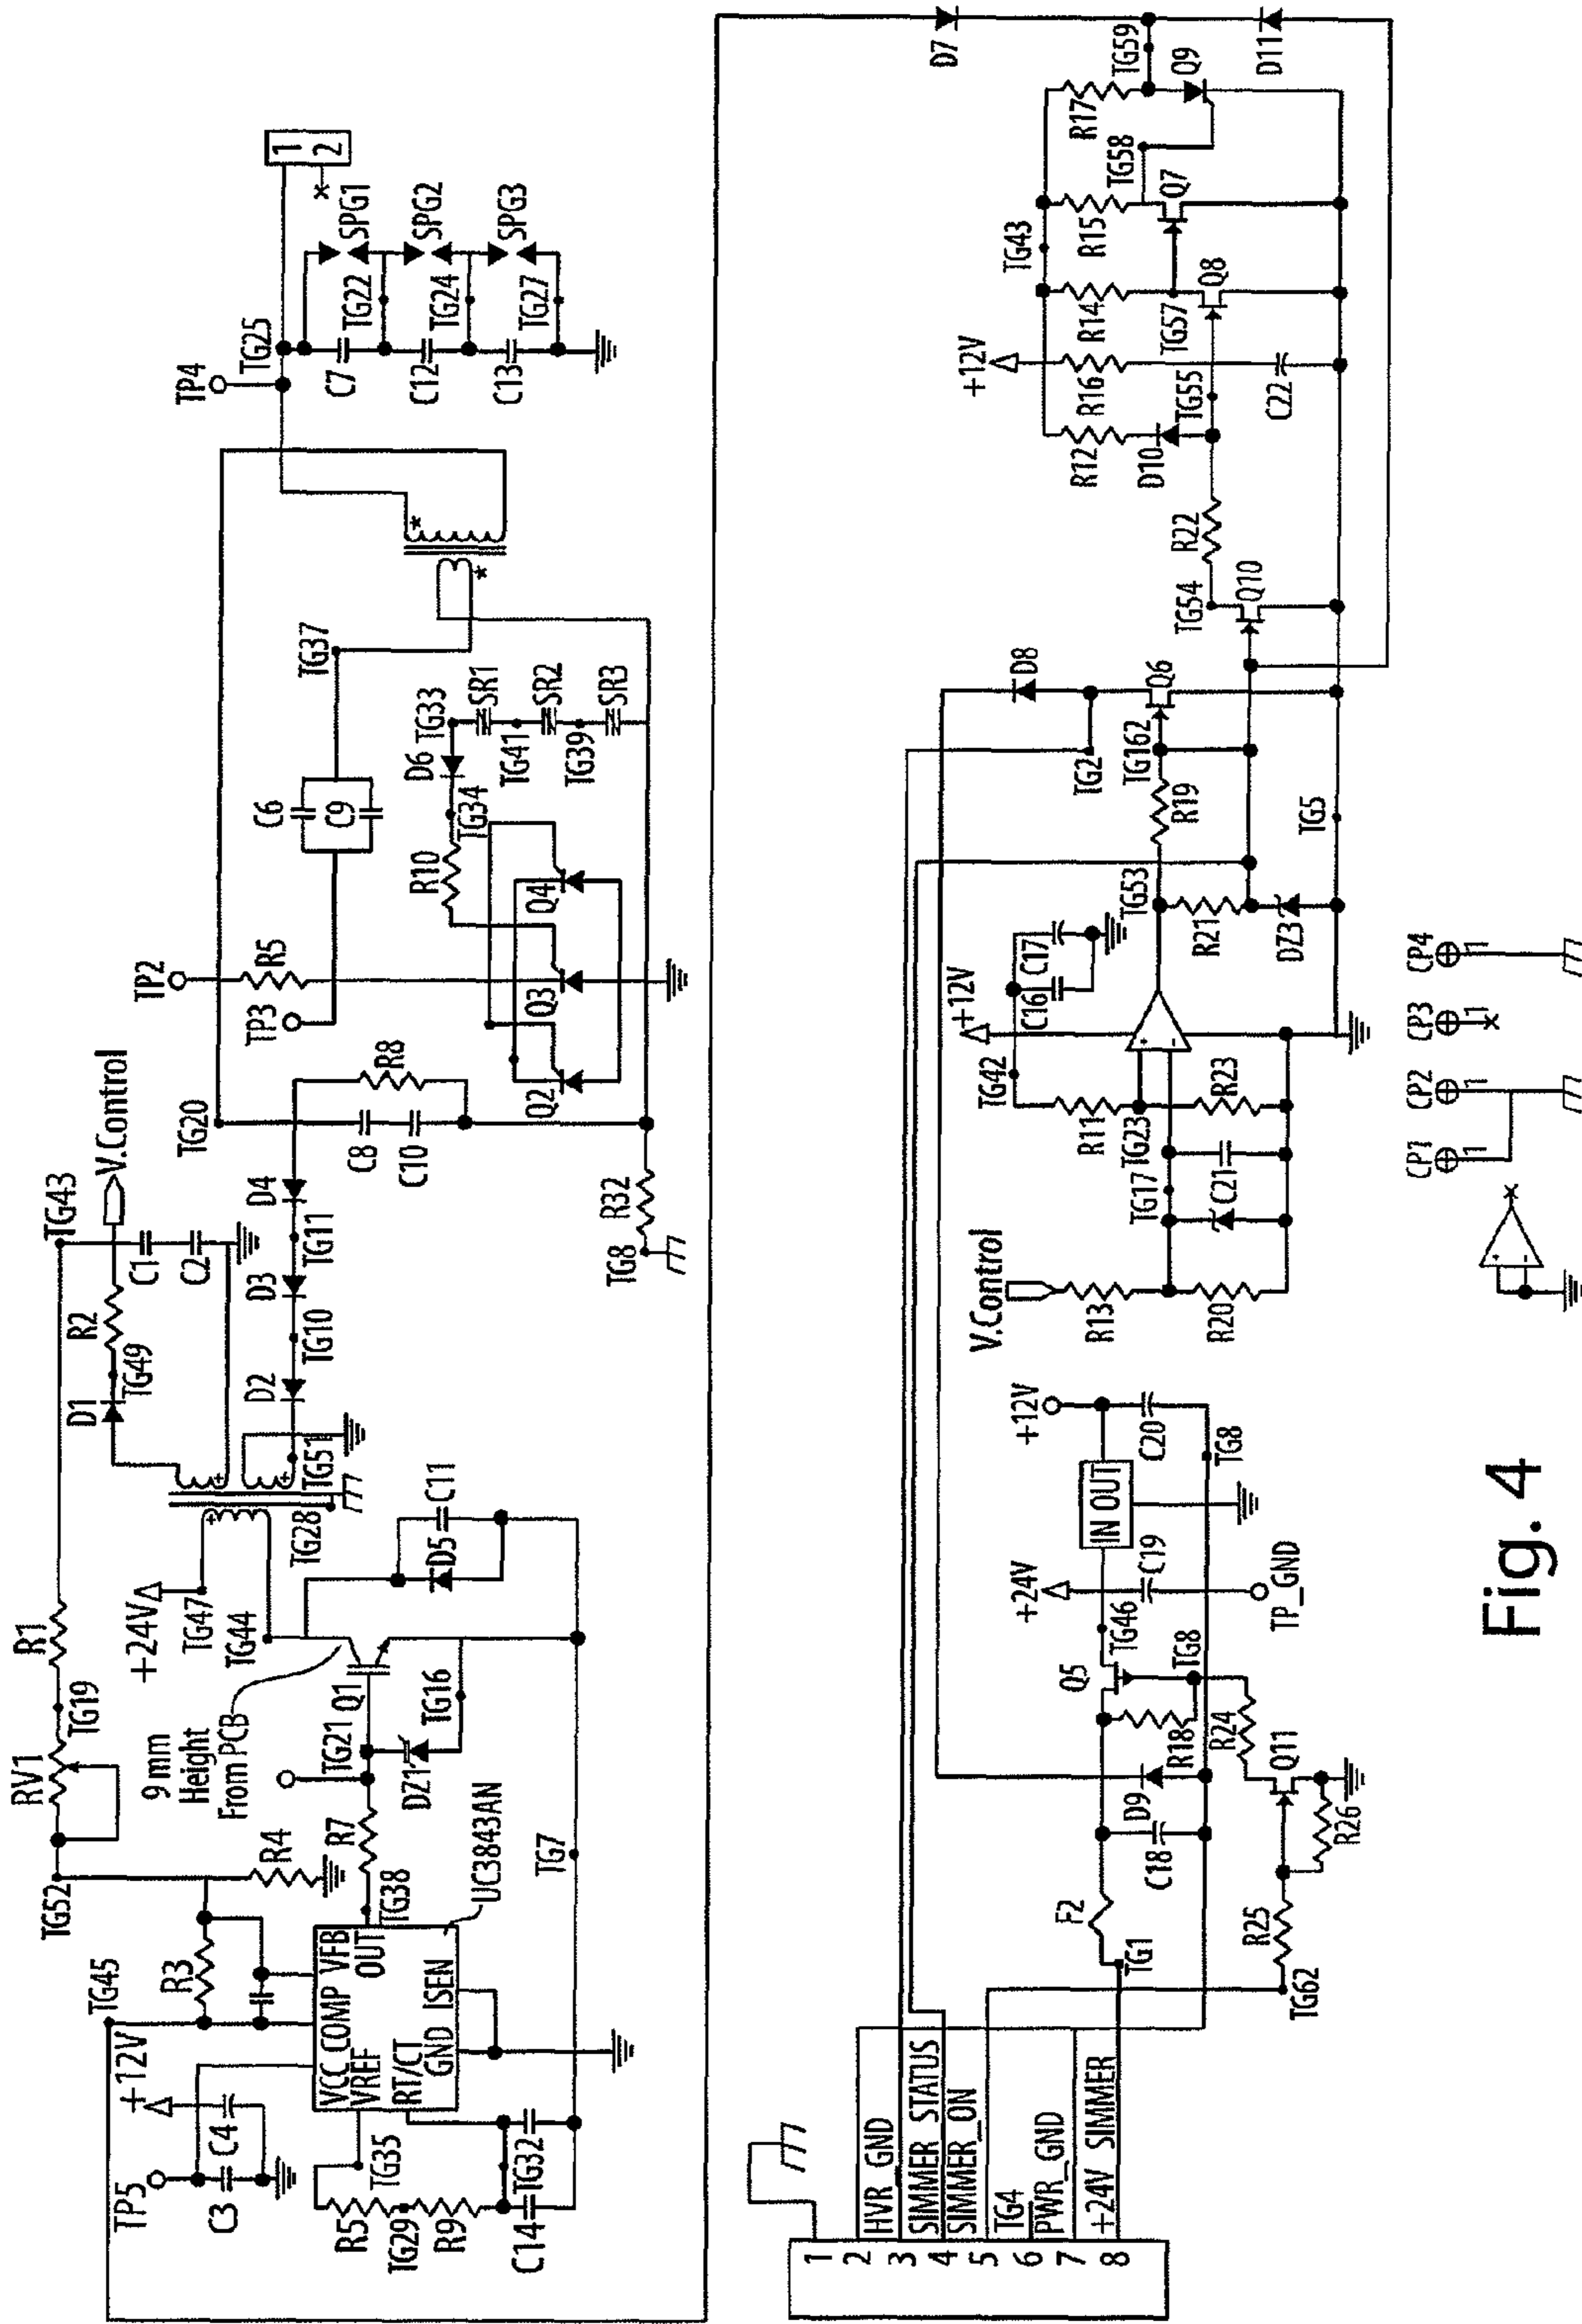 TP5
C3
C4
+12V
TG45
R3
VCC COMP VFB
VREF
OUT
RT/CT
GND ISEN
UC3843AN
R5
TG35
TG29
R9
C14
TG32
TG52
R4
RV1
TG19
R1
9 mm
Height
From PCB
TG38
R7
TG21
Q1
DZ1
TG16
TG7
+24V
TG47
TG44
TG28
D5
C11
TG51
D1
TG49
R2
TG43
V.Control
C1
C2
D2
TG10
D3
TG11
D4
TG20
C8
C10
R8
R32
TG8
TP2
TP3
R5
Q2
Q3
Q4
R10
TG34
D6
TG33
SR1
TG41
SR2
TG39
SR3
C6
C9
TG37
*
*
TP4
TG25
C7
C12
C13
TG22
TG24
TG27
SPG1
SPG2
SPG3
1
2
1
2
3
4
5
6
7
8
HVR_GND
SIMMER_STATUS
SIMMER_ON
TG4
PWR_GND
+24V SIMMER
TG1
F2
TG62
R25
R26
Q11
R24
C18
D9
R18
Q5
TG8
TG46
+24V
C19
TP_GND
IN OUT
+12V
C20
TG8
V.Control
R13
R20
TG17
C21
TG23
R11
R23
TG42
+12V
C16
C17
TG53
R21
DZ3
R19
TG162
TG2
TG5
D8
Q6
TG54
Q10
R22
R12
D10
TG55
+12V
R16
C22
R14
TG57
Q8
TG43
R15
TG58
Q7
R17
TG59
Q9
D7
D11
CP1
1
CP2
1
CP3
1
CP4
1
Fig. 4